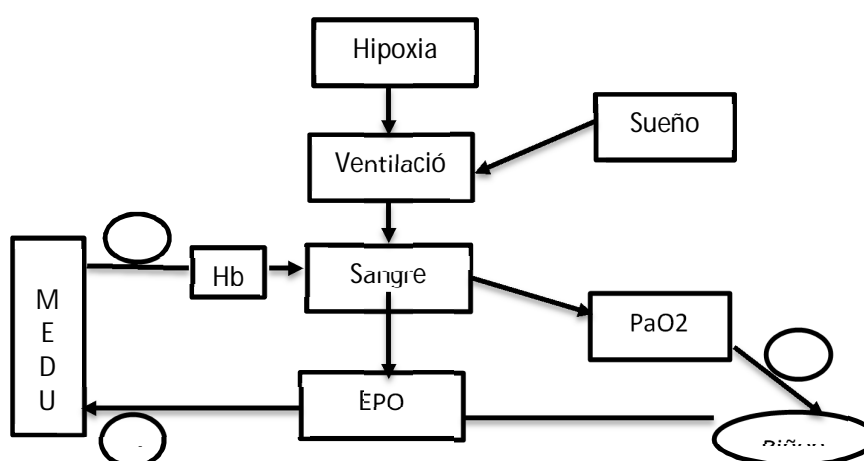 Hipoxia
Sueño
Ventilació
Hb
Sangre
PaO2
M
E
D
U
EPO